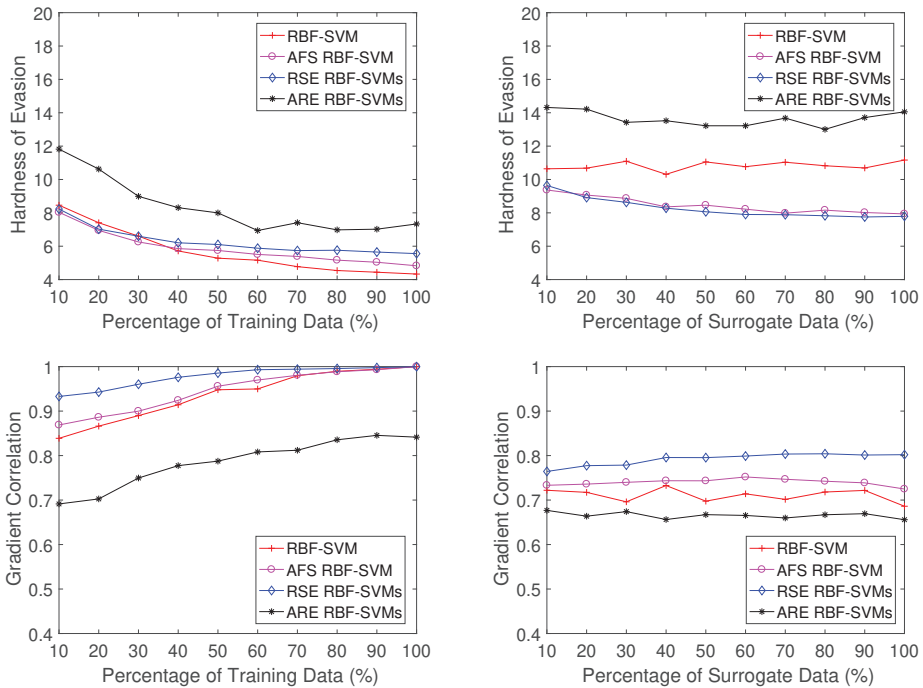 20
18
16
14
12
10
8
6
4
Hardness of Evasion
RBF-SVM
AFS RBF-SVM
RSE RBF-SVMs
ARE RBF-SVMs
10 20 30 40 50 60 70 80 90 100
Percentage of Training Data (%)
20
18
16
14
12
10
8
6
4
Hardness of Evasion
RBF-SVM
AFS RBF-SVM
RSE RBF-SVMs
ARE RBF-SVMs
10 20 30 40 50 60 70 80 90 100
Percentage of Surrogate Data (%)
1
0.9
0.8
0.7
0.6
0.5
0.4
Gradient Correlation
RBF-SVM
AFS RBF-SVM
RSE RBF-SVMs
ARE RBF-SVMs
10 20 30 40 50 60 70 80 90 100
Percentage of Training Data (%)
1
0.9
0.8
0.7
0.6
0.5
0.4
Gradient Correlation
RBF-SVM
AFS RBF-SVM
RSE RBF-SVMs
ARE RBF-SVMs
10 20 30 40 50 60 70 80 90 100
Percentage of Surrogate Data (%)